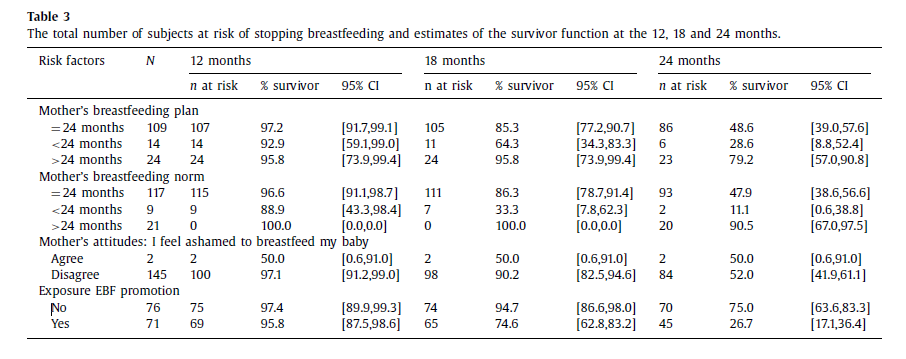 Table 3
The total number of subjects at risk of stopping breastfeeding and estimates of the survivor function at the 12, 18 and 24 months.
Risk factors N 12 months 18 months 24 months
n at risk % survivor 95% CI n at risk % survivor 95% CI n at risk % survivor 95% CI
Mother's breastfeeding plan
=24 months 109 107 97.2 [91.7,99.1] 105 85.3 [77.2,90.7] 86 48.6 [39.0,57.6]
<24 months 14 14 92.9 [59.1,99.0] 11 64.3 [34.3,83.3] 6 28.6 [8.8,52.4]
>24 months 24 24 95.8 [73.9,99.4] 24 95.8 [73.9,99.4] 23 79.2 [57.0,90.8]
Mother's breastfeeding norm
=24 months 117 115 96.6 [91.1,98.7] 111 86.3 [78.7,91.4] 93 47.9 [38.6,56.6]
<24 months 9 9 88.9 [43.3,98.4] 7 33.3 [7.8,62.3] 2 11.1 [0.6,38.8]
>24 months 21 0 100.0 [0.0,0.0] 0 100.0 [0.0,0.0] 20 90.5 [67.0,97.5]
Mother's attitudes: I feel ashamed to breastfeed my baby
Agree 2 2 50.0 [0.6,91.0] 2 50.0 [0.6,91.0] 2 50.0 [0.6,91.0]
Disagree 145 100 97.1 [91.2,99.0] 98 90.2 [82.5,94.6] 84 52.0 [41.9,61.1]
Exposure EBF promotion
No 76 75 97.4 [89.9,99.3] 74 94.7 [86.6,98.0] 70 75.0 [63.6,83.3]
Yes 71 69 95.8 [87.5,98.6] 65 74.6 [62.8,83.2] 45 26.7 [17.1,36.4]